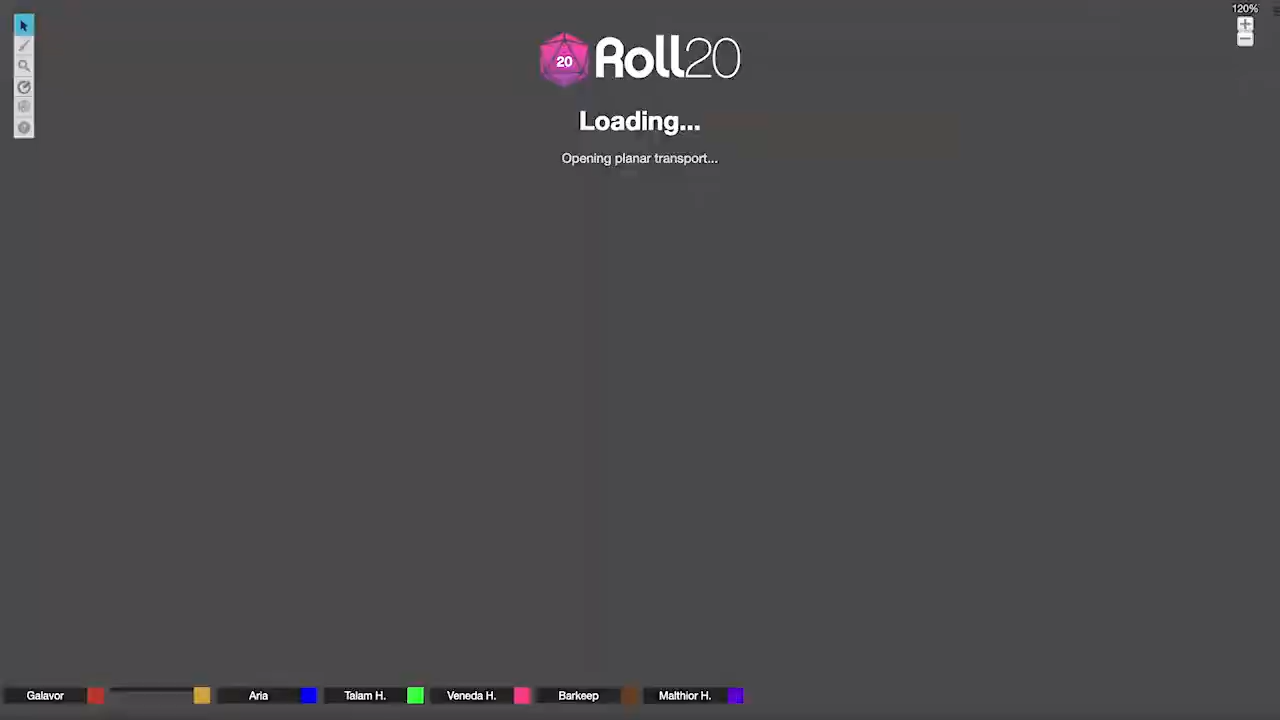 120%
20 Roll20
Loading...
Opening planar transport...
Galavor
Aria
Talam H.
Veneda H.
Barkeep
Malthior H.